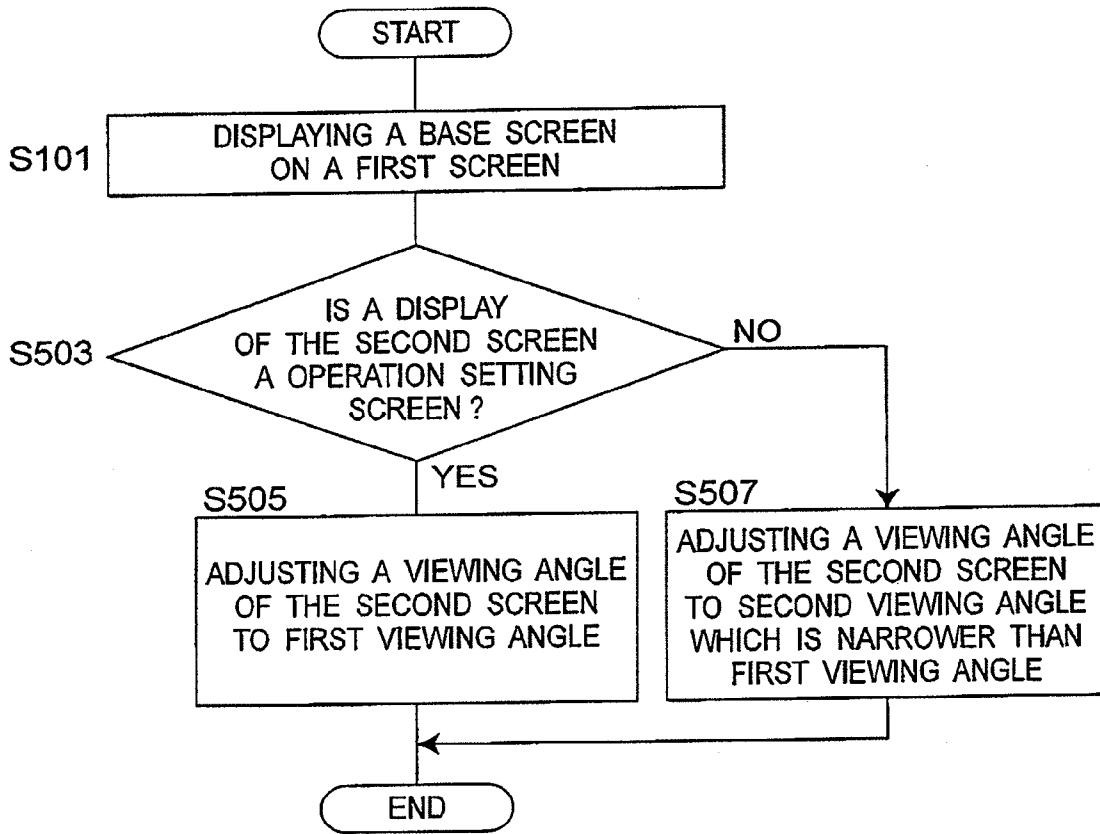 START
S101
DISPLAYING A BASE SCREEN
ON A FIRST SCREEN
S503
IS A DISPLAY
OF THE SECOND SCREEN
A OPERATION SETTING
SCREEN ?
NO
YES
S505
ADJUSTING A VIEWING ANGLE
OF THE SECOND SCREEN
TO FIRST VIEWING ANGLE
S507
ADJUSTING A VIEWING ANGLE
OF THE SECOND SCREEN
TO SECOND VIEWING ANGLE
WHICH IS NARROWER THAN
FIRST VIEWING ANGLE
END